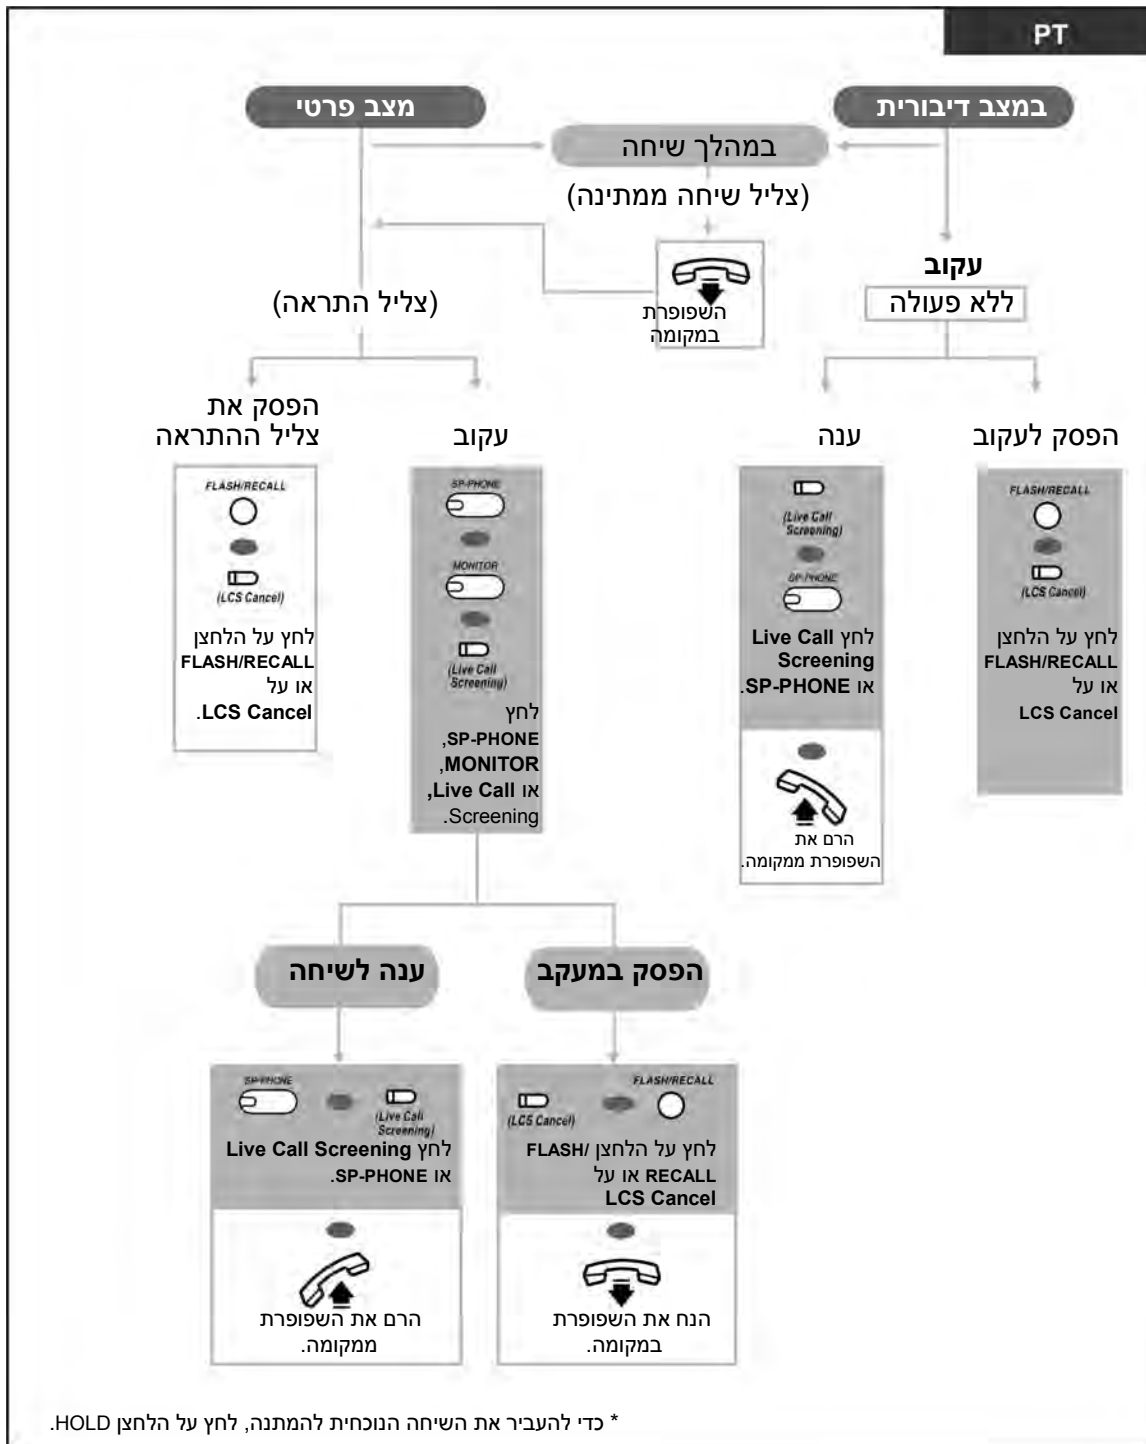 PT
במצב דיבורית
מצב פרטי
במהלך שיחה
(צליל שיחה ממתינה)
עקוב
ללא פעולה
(צליל התראה)
השפופרת
במקומה
הפסק לעקוב
ענה
עקוב
הפסק את
צליל ההתראה
FLASH/RECALL
(LCS Cancel)
לחץ על הלחצן
FLASH/RECALL
או על
LCS Cancel
(Live Call
Screening)
SP-PHONE
לחץ Live Call
Screening
או SP-PHONE.
הרם את
השפופרת ממקומה.
SP-PHONE
MONITOR
(Live Call
Screening)
לחץ
SP-PHONE,
MONITOR,
או Live Call,
Screening.
FLASH/RECALL
(LCS Cancel)
לחץ על הלחצן
FLASH/RECALL
או על
LCS Cancel.
הפסק במעקב
ענה לשיחה
FLASH/RECALL
(LCS Cancel)
לחץ על הלחצן FLASH/
RECALL או על
LCS Cancel
הנח את השפופרת
במקומה.
SP-PHONE
(Live Call
Screening)
לחץ Live Call Screening
או SP-PHONE.
הרם את השפופרת
ממקומה.
* כדי להעביר את השיחה הנוכחית להמתנה, לחץ על הלחצן HOLD.